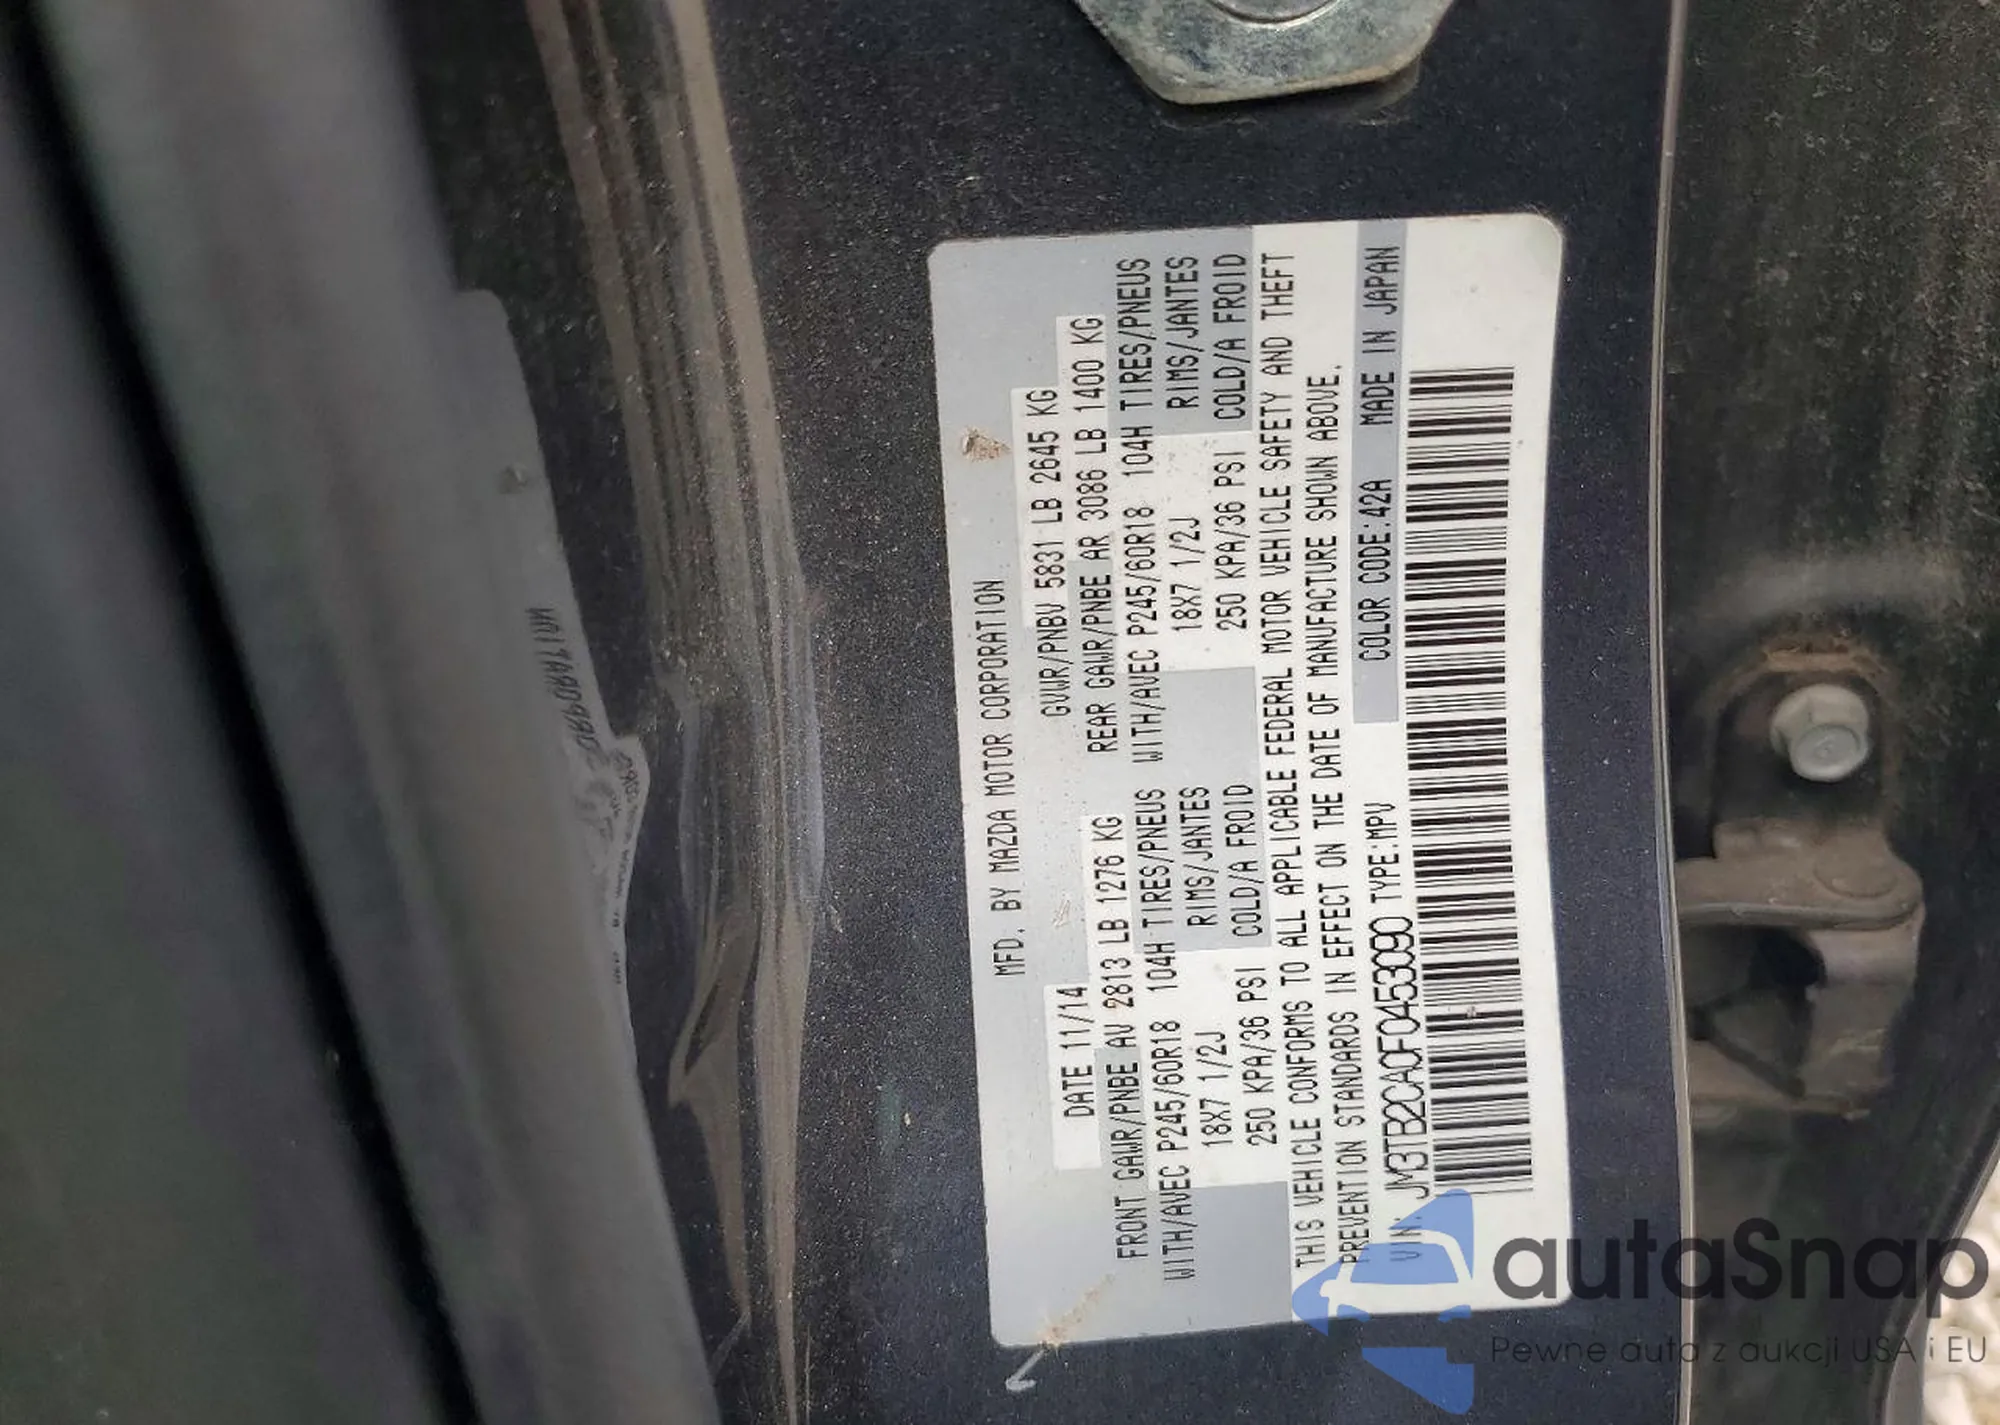 MFD. BY MAZDA MOTOR CORPORATION
DATE 11/14 GVWR/PNBV 5831 LB 2645 KG
FRONT GAWR/PNBE AV 2813 LB 1276 KG REAR GAWR/PNBE AR 3086 LB 1400 KG
WITH/AVEC P245/60R18 104H TIRES/PNEUS WITH/AVEC P245/60R18 104H TIRES/PNEUS
18X7 1/2J RIMS/JANTES 18X7 1/2J RIMS/JANTES
250 KPA/36 PSI COLD/A FROID 250 KPA/36 PSI COLD/A FROID
THIS VEHICLE CONFORMS TO ALL APPLICABLE FEDERAL MOTOR VEHICLE SAFETY AND THEFT
PREVENTION STANDARDS IN EFFECT ON THE DATE OF MANUFACTURE SHOWN ABOVE.
VIN: JM3TB2CA0F0453090 TYPE:MPV COLOR CODE:42A MADE IN JAPAN
autaSnap
Pewne auta z aukcji USA i EU